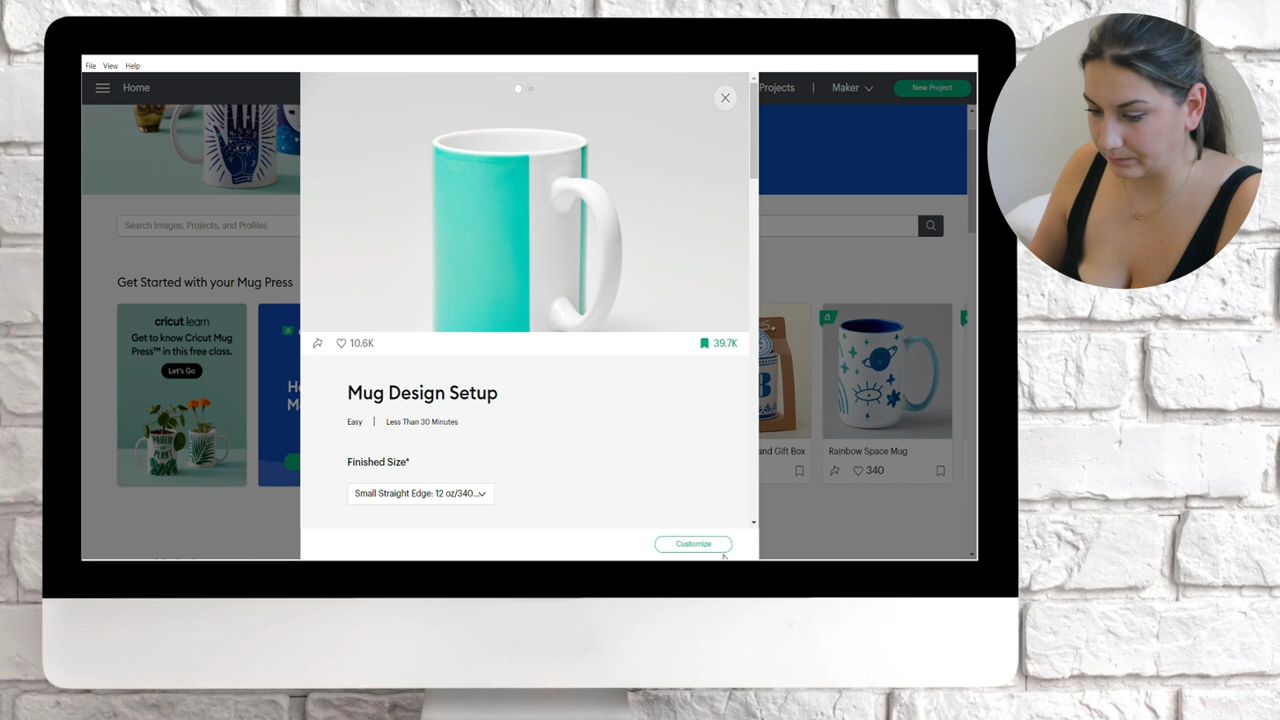 File View Help
Home
Projects | Maker
New Project
Search Images, Projects, and Profiles
Get Started with your Mug Press
cricut learn
Get to know Cricut Mug
Press™ in this free class.
Let's Go
10.6K
39.7K
Mug Design Setup
Easy | Less Than 30 Minutes
Finished Size*
Small Straight Edge: 12 oz/340...
Customize
and Gift Box
Rainbow Space Mug
340